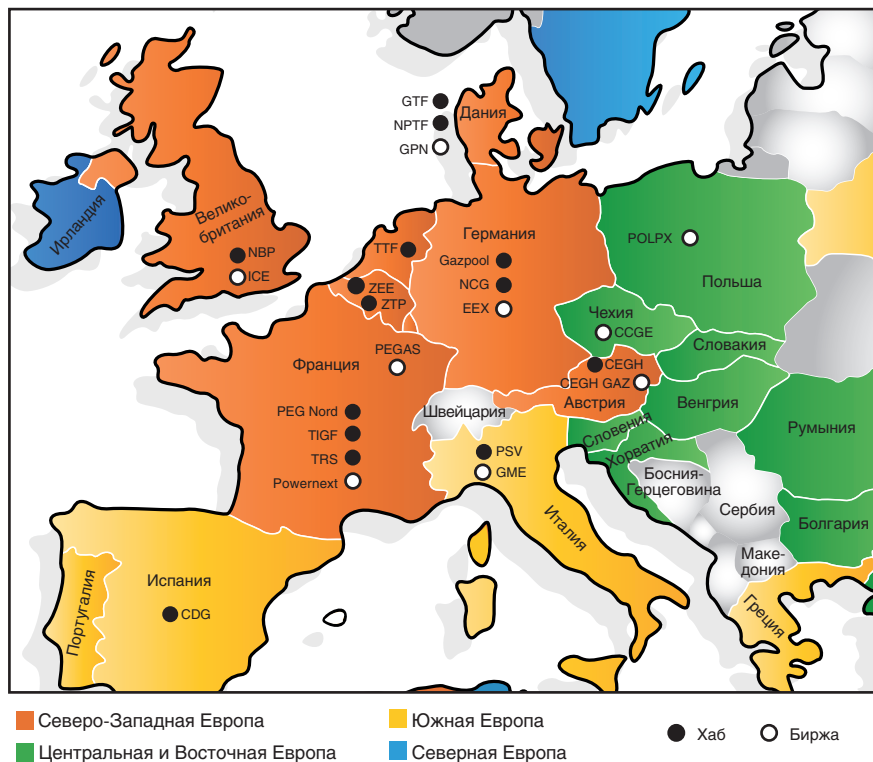 GTF
NPTF
GPN
Дания
Ирландия
Велико-
британия
NBP
ICE
TTF
ZEE
ZTP
Германия
Gazpool
NCG
EEX
POLPX
Польша
Чехия
CCGE
Словакия
CEGH
CEGH GAZ
Австрия
Венгрия
Румыния
PEGAS
Франция
PEG Nord
TIGF
TRS
Powernext
Швейцария
PSV
GME
Словения
Хорватия
Босния-
Герцеговина
Сербия
Болгария
Маке-
дония
Италия
Греция
Португалия
Испания
CDG
Северо-Западная Европа
Центральная и Восточная Европа
Южная Европа
Северная Европа
Хаб
Биржа